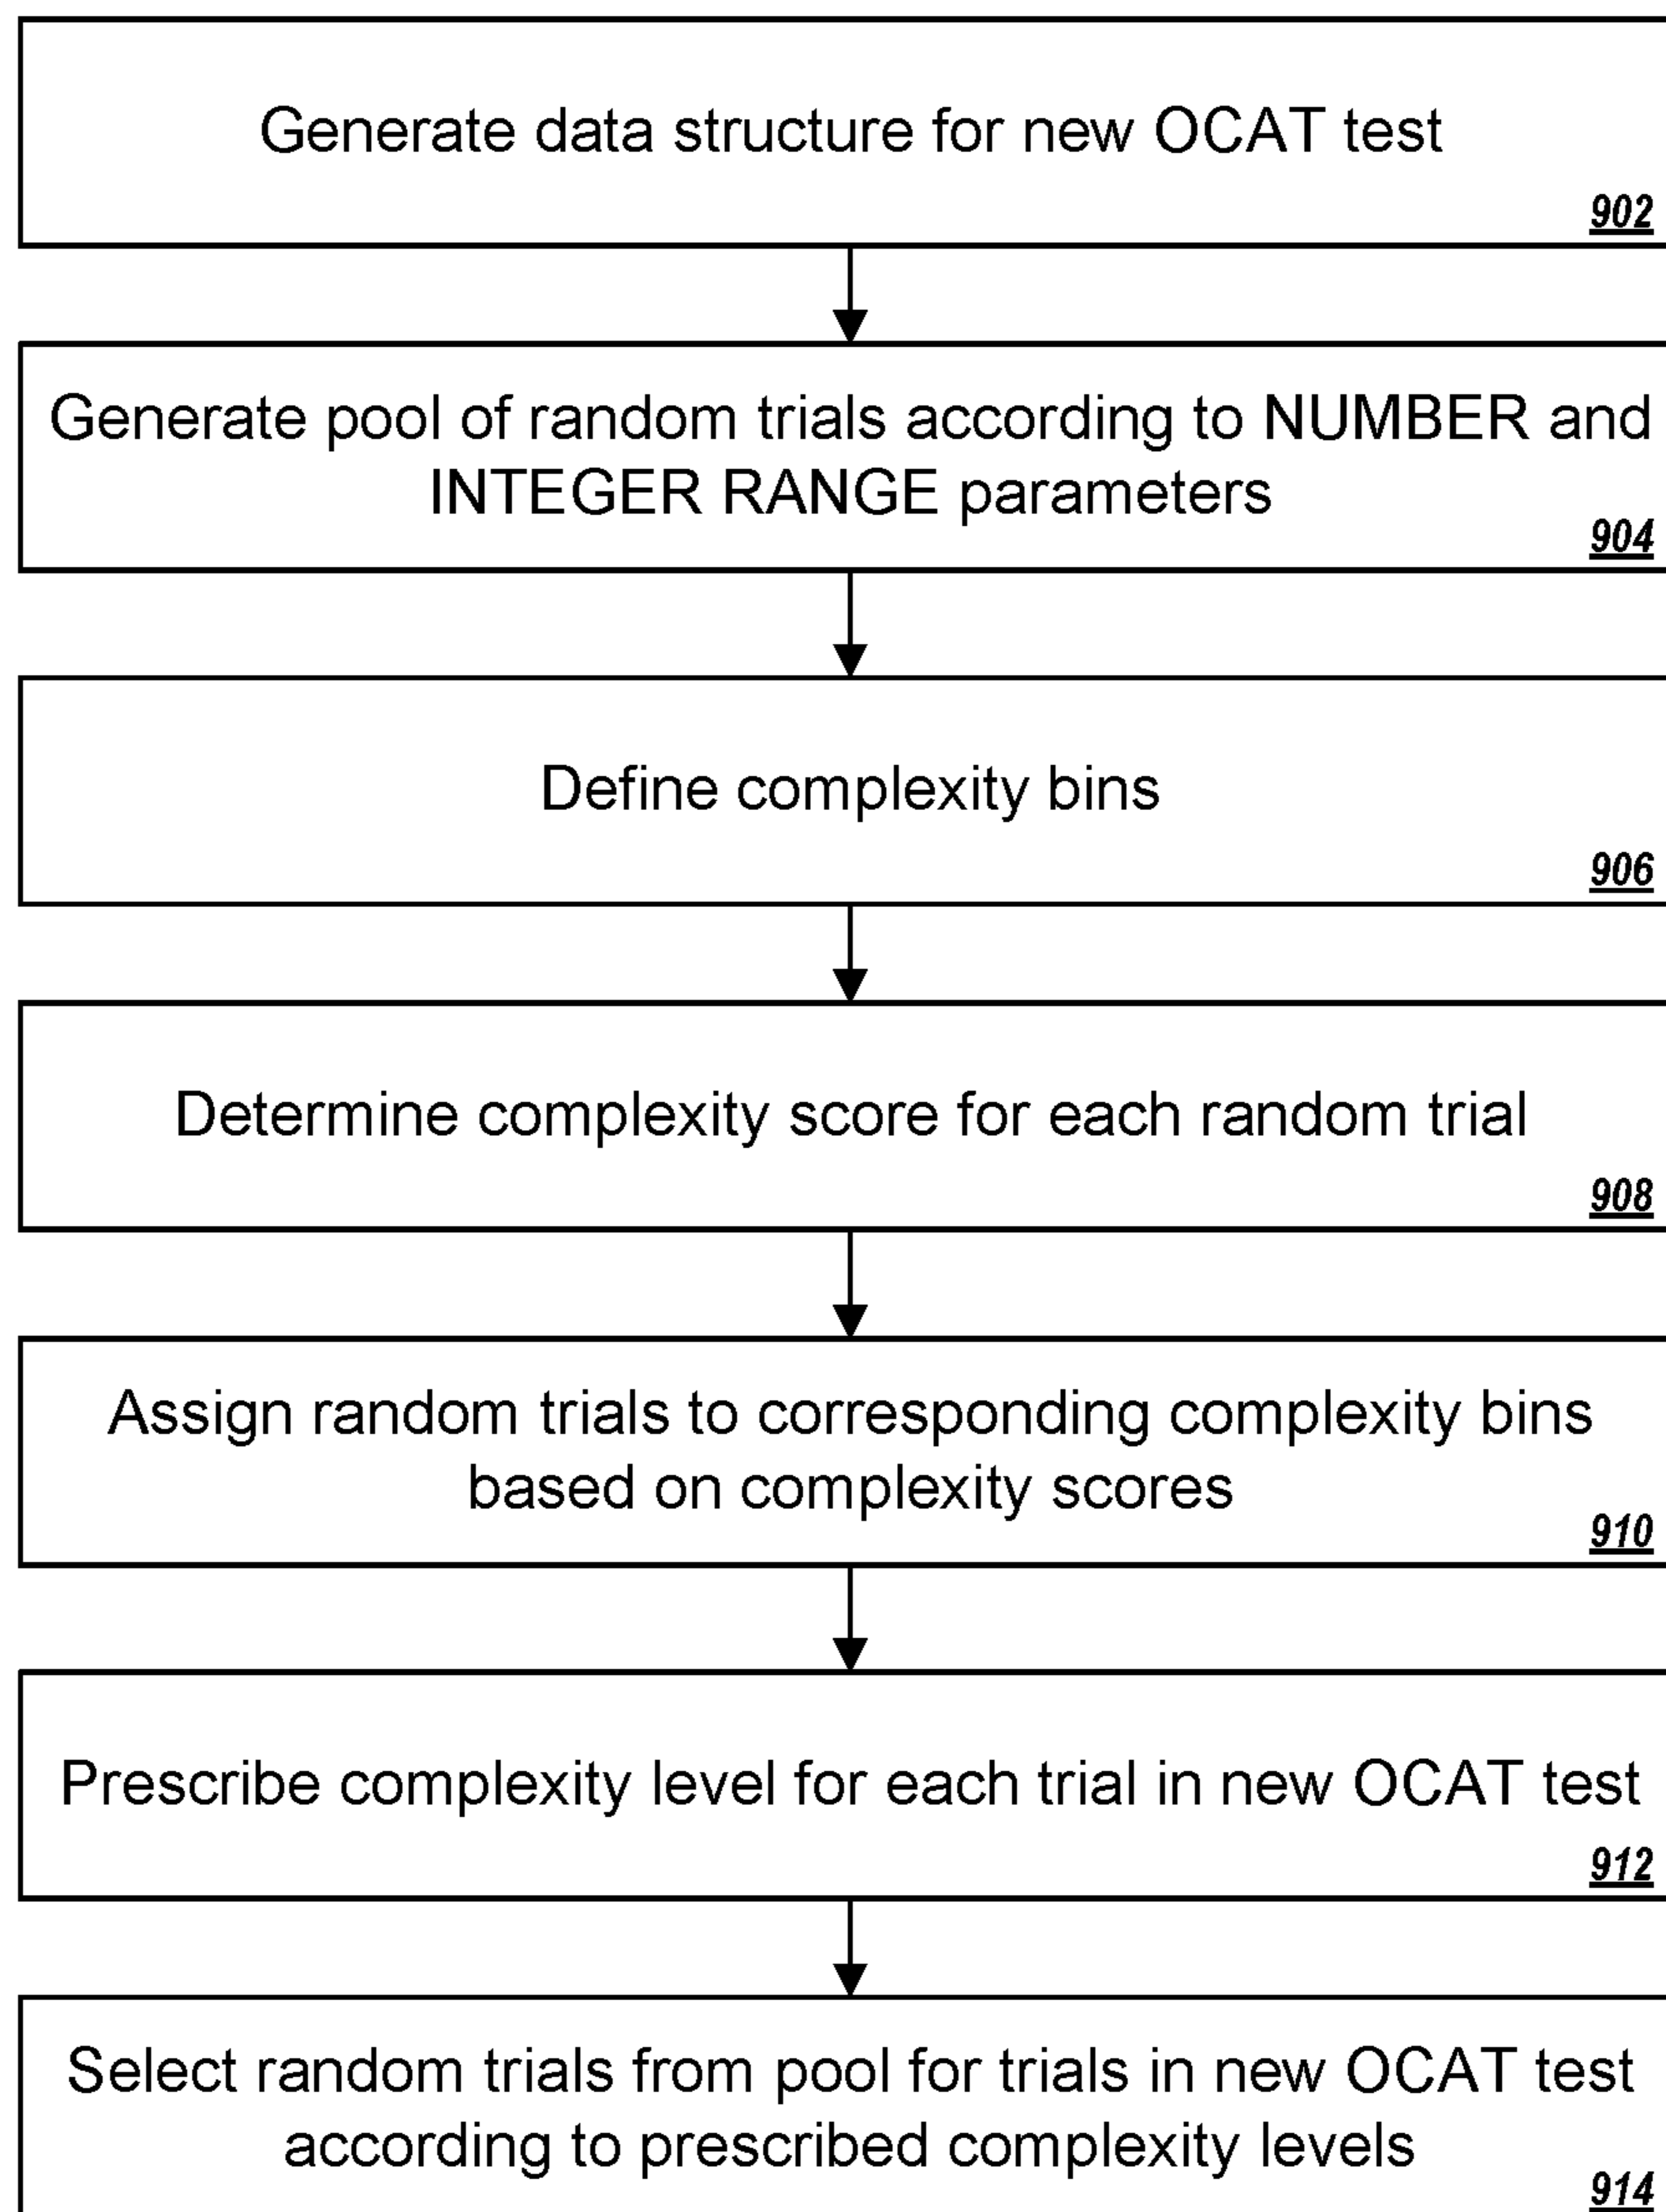 Generate data structure for new OCAT test
902
Generate pool of random trials according to NUMBER and
INTEGER RANGE parameters
904
Define complexity bins
906
Determine complexity score for each random trial
908
Assign random trials to corresponding complexity bins
based on complexity scores
910
Prescribe complexity level for each trial in new OCAT test
912
Select random trials from pool for trials in new OCAT test
according to prescribed complexity levels
914